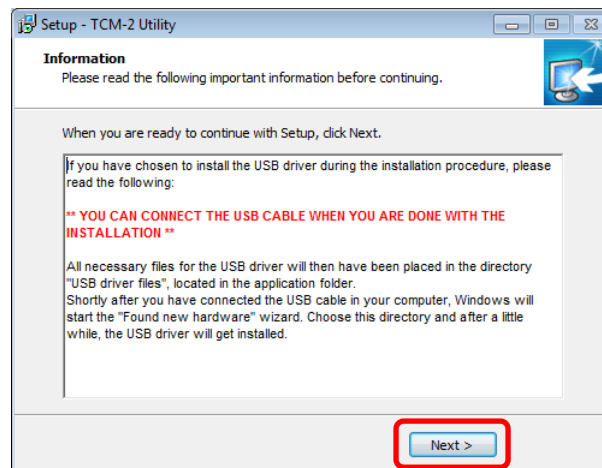 Setup - TCM-2 Utility
Information
Please read the following important information before continuing.
When you are ready to continue with Setup, click Next.
If you have chosen to install the USB driver during the installation procedure, please
read the following:
** YOU CAN CONNECT THE USB CABLE WHEN YOU ARE DONE WITH THE
INSTALLATION **
All necessary files for the USB driver will then have been placed in the directory
"USB driver files", located in the application folder.
Shortly after you have connected the USB cable in your computer, Windows will
start the "Found new hardware" wizard. Choose this directory and after a little
while, the USB driver will get installed.
Next >